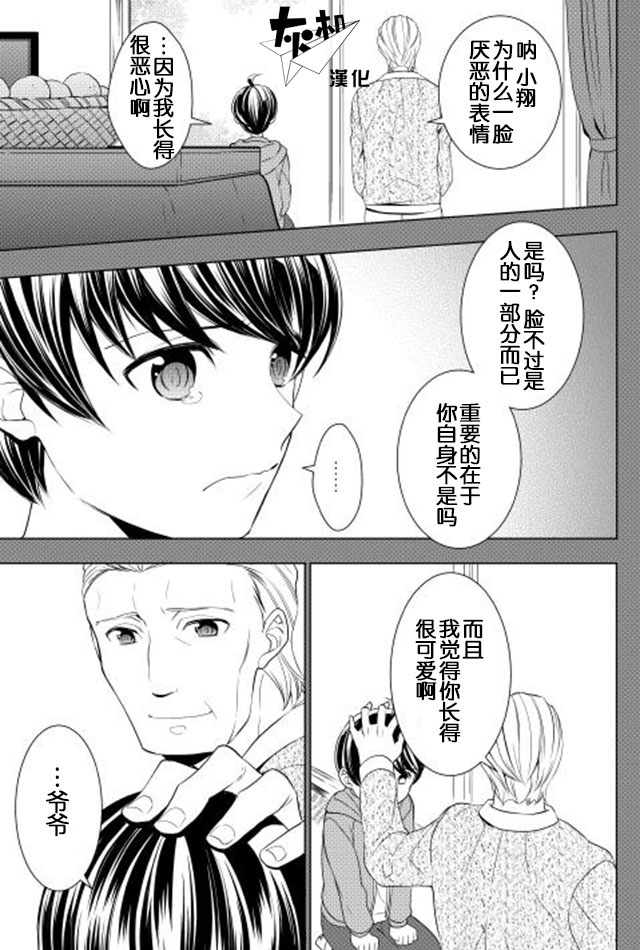 呐 小翔
为什么一脸
厌恶的表情
…因为我长得
很恶心啊
灰机
漢化
是吗？脸不过是
人的一部分而已
重要的在于
你自身不是吗
……
而且
我觉得你长得
很可爱啊
…爷爷